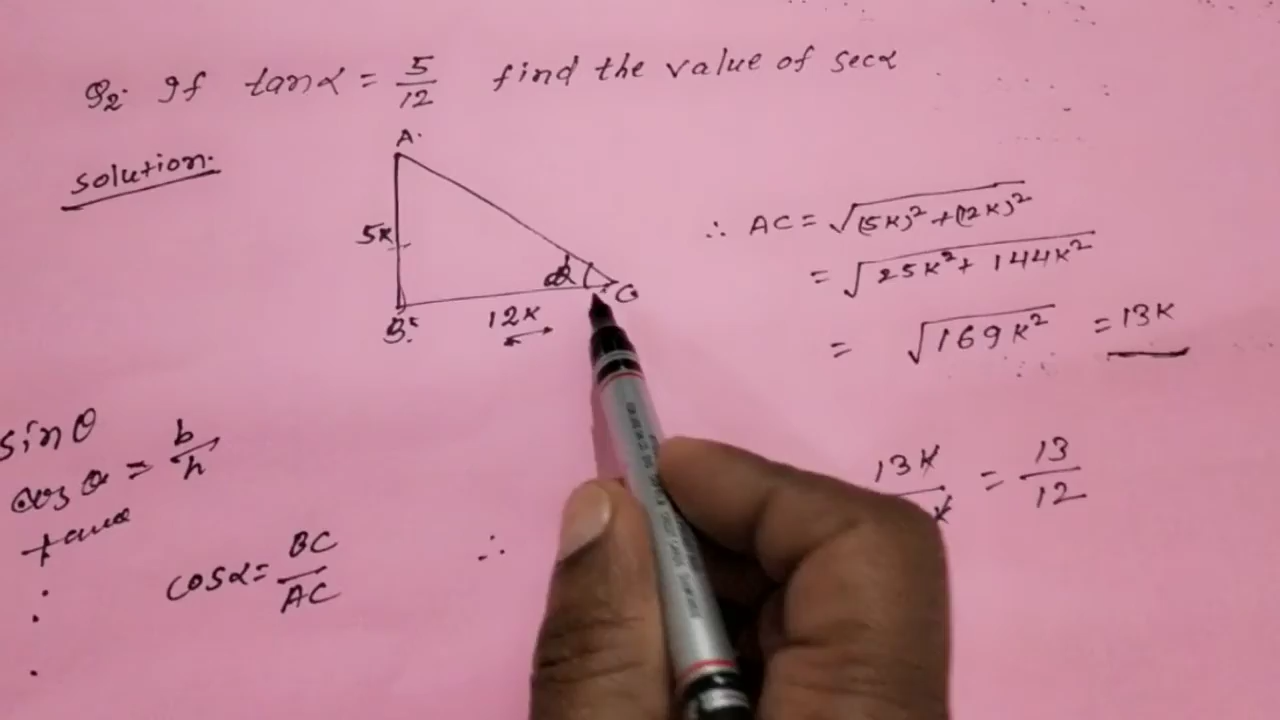 Q2. If tanα = 5/12 find the value of secα
solution.
A.
5K
α
B.
12K
C
∴ AC = √(5K)² + (12K)²
= √25K² + 144K²
= √169K² = 13K
sinθ
cosθ = b/h
tanθ
cosα = BC/AC
∴
13K = 13/12